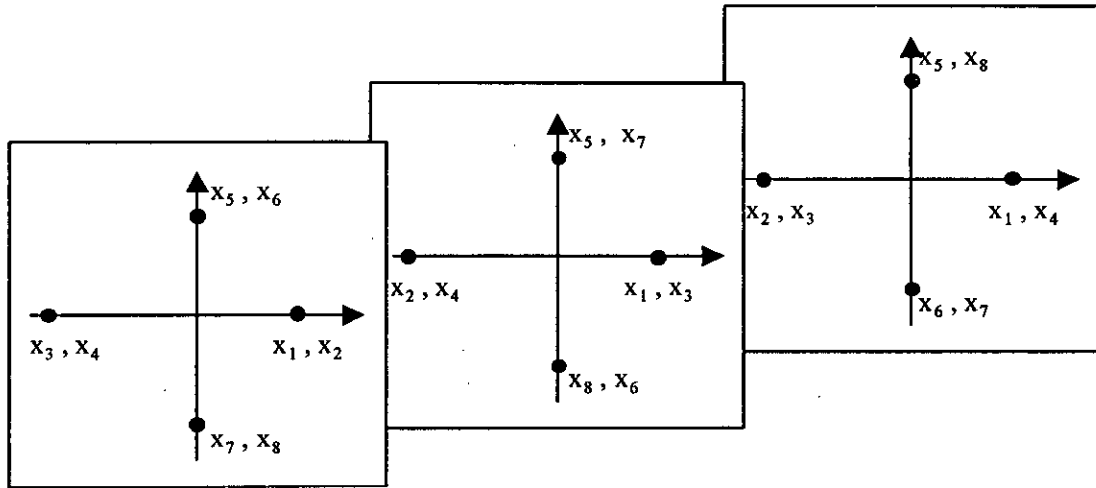 x₅ , x₆
x₃ , x₄
x₁ , x₂
x₇ , x₈
x₅ , x₇
x₂ , x₄
x₁ , x₃
x₈ , x₆
x₅ , x₈
x₂ , x₃
x₁ , x₄
x₆ , x₇